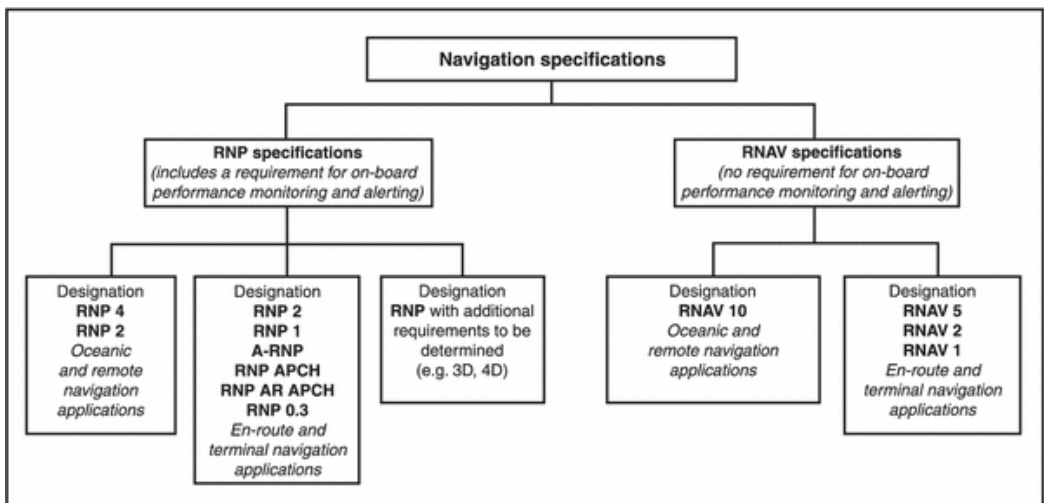 Navigation specifications
RNP specifications
(includes a requirement for on-board
performance monitoring and alerting)
RNAV specifications
(no requirement for on-board
performance monitoring and alerting)
Designation
RNP 4
RNP 2
Oceanic
and remote
navigation
applications
Designation
RNP 2
RNP 1
A-RNP
RNP APCH
RNP AR APCH
RNP 0.3
En-route and
terminal navigation
applications
Designation
RNP with additional
requirements to be
determined
(e.g. 3D, 4D)
Designation
RNAV 10
Oceanic and
remote navigation
applications
Designation
RNAV 5
RNAV 2
RNAV 1
En-route and
terminal navigation
applications